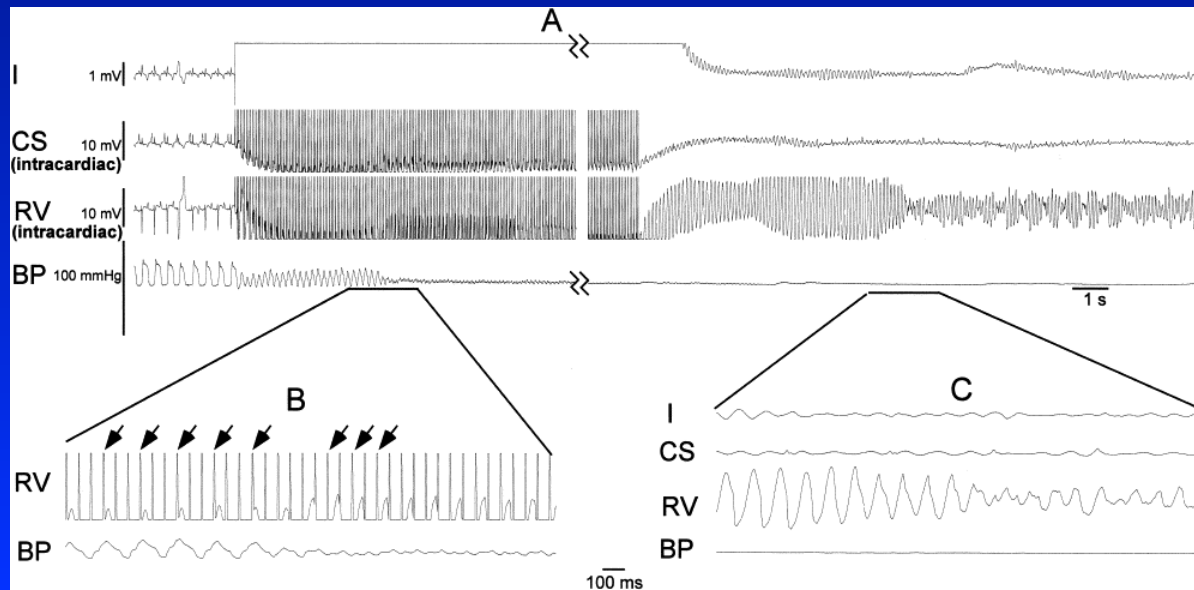 A
I 1 mV
CS 10 mV
(intracardiac)
RV 10 mV
(intracardiac)
BP 100 mmHg
1 s
B
C
I
CS
RV
RV
BP
BP
100 ms